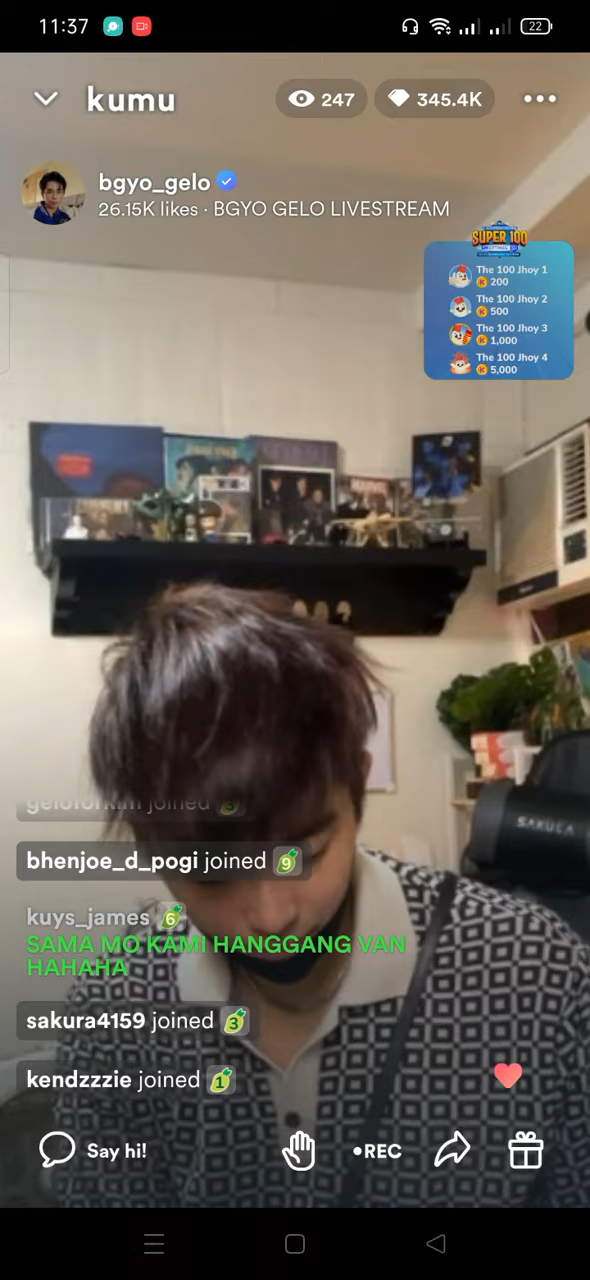 11:37
22
kumu
247
345.4K
bgyo_gelo
26.15K likes · BGYO GELO LIVESTREAM
SUPER 100
The 100 Jhoy 1
K 200
The 100 Jhoy 2
K 500
The 100 Jhoy 3
K 1,000
The 100 Jhoy 4
K 5,000
SAKURA
joined 3
bhenjoe_d_pogi joined 9
kuys_james 6
SAMA MO KAMI HANGGANG VAN
HAHAHA
sakura4159 joined 3
kendzzzie joined 1
Say hi!
•REC